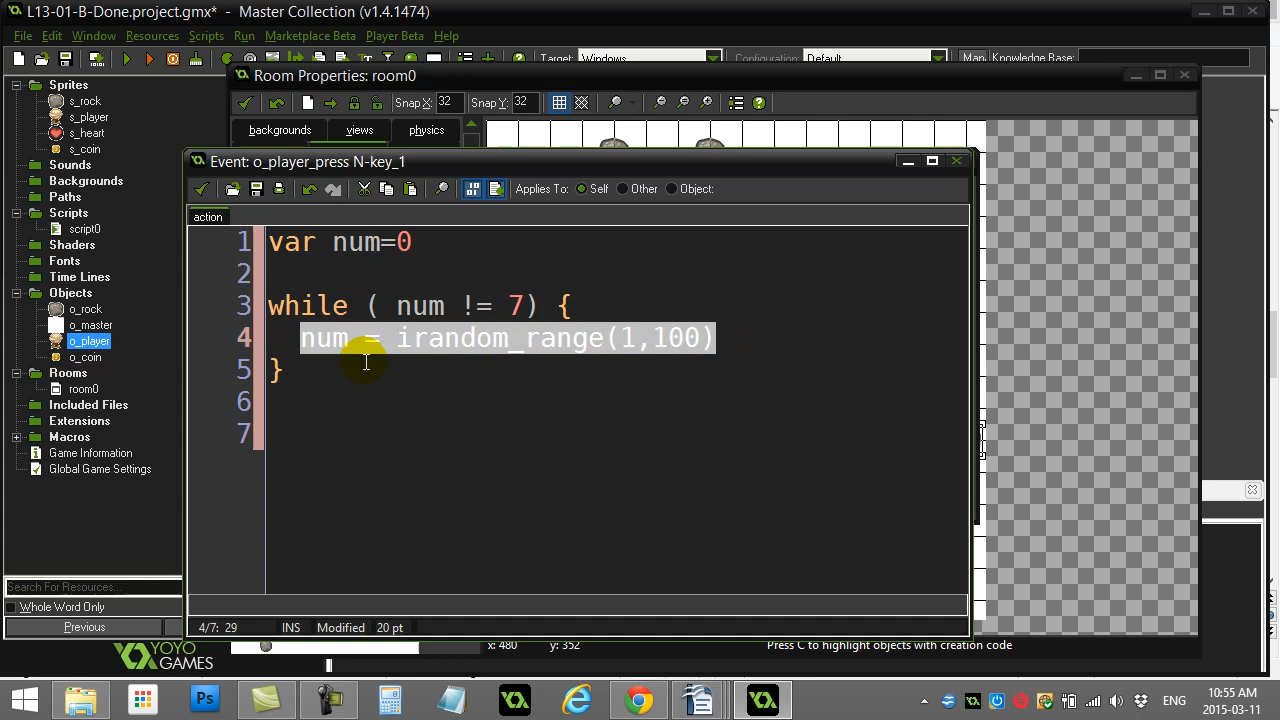 L13-01-B-Done.project.gmx* - Master Collection (v1.4.1474)
File Edit Window Resources Scripts Run Marketplace Beta Player Beta Help
Target: Windows Configuration: Default Man Knowledge Base:
Sprites
s_rock
s_player
s_heart
s_coin
Sounds
Backgrounds
Paths
Scripts
script0
Shaders
Fonts
Time Lines
Objects
o_rock
o_master
o_player
o_coin
Rooms
room0
Included Files
Extensions
Macros
Game Information
Global Game Settings
Search For Resources...
Whole Word Only
Previous
Room Properties: room0
Snap X: 32 Snap Y: 32
backgrounds views physics
Event: o_player_press N-key_1
Applies To: Self Other Object:
action
1 var num=0
2
3 while ( num != 7) {
4 num = irandom_range(1,100)
5 }
6
7
4/7: 29 INS Modified 20 pt
x: 480 y: 352 Press C to highlight objects with creation code
YOYO
GAMES
ENG
10:55 AM
2015-03-11